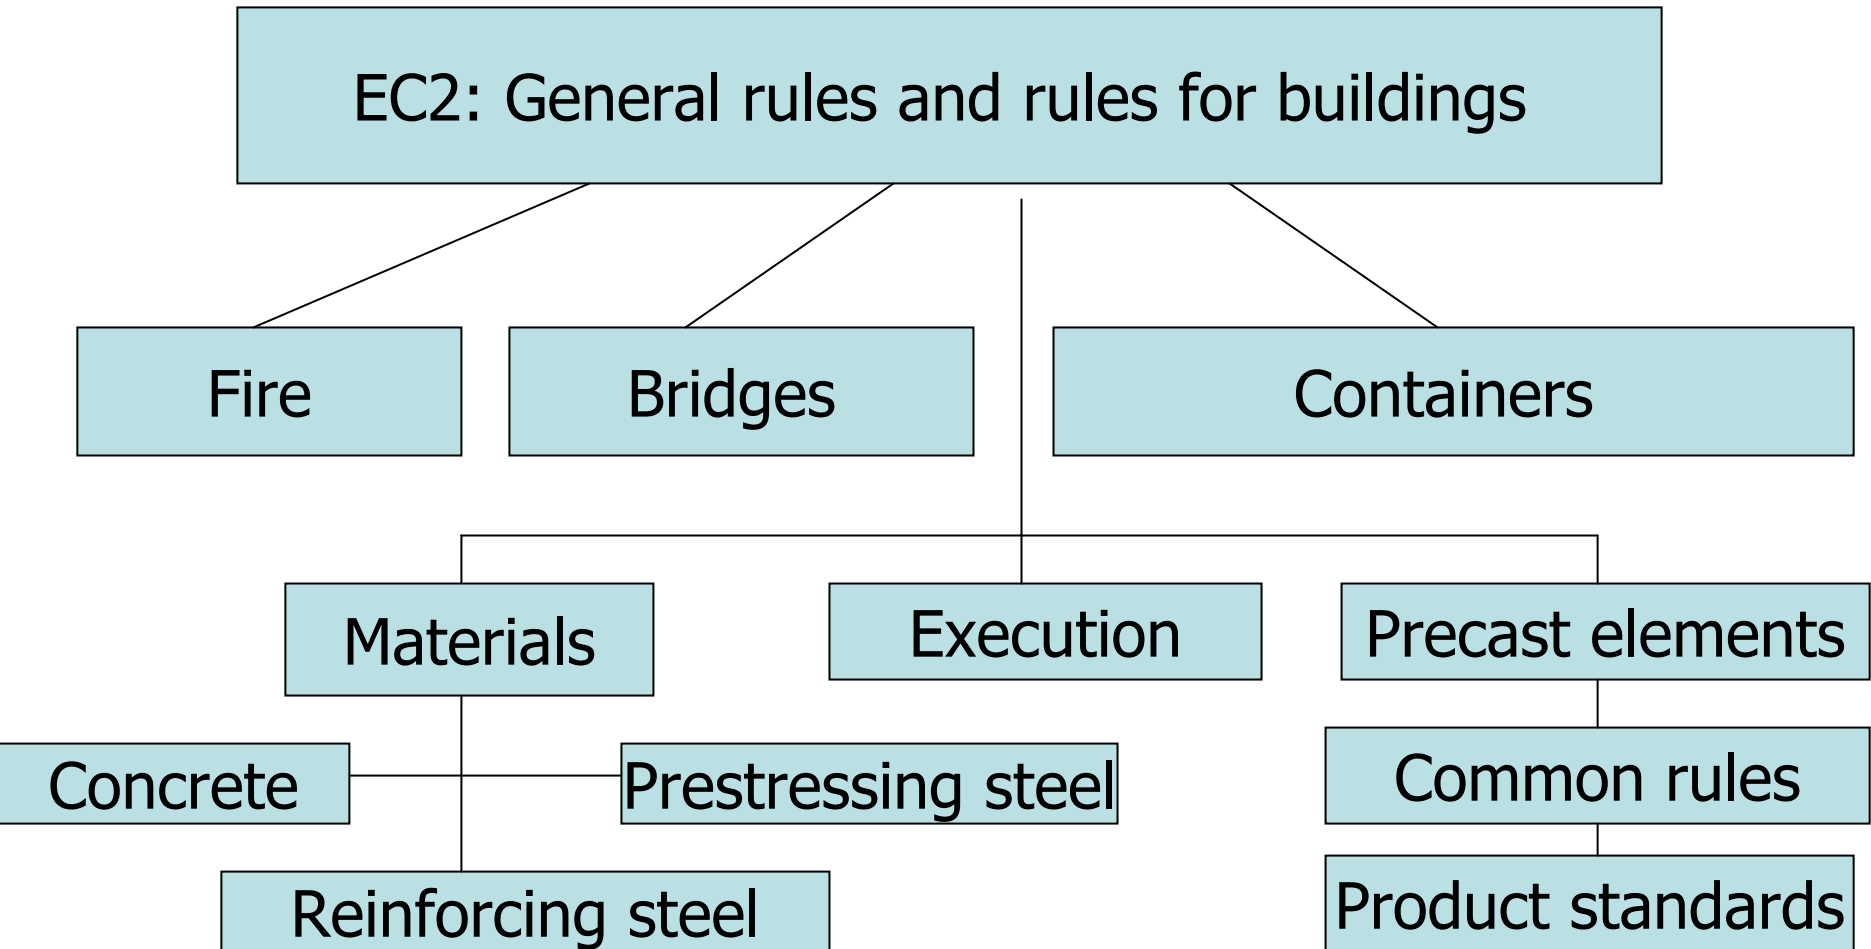 EC2: General rules and rules for buildings
Fire
Bridges
Containers
Materials
Execution
Precast elements
Concrete
Prestressing steel
Common rules
Reinforcing steel
Product standards